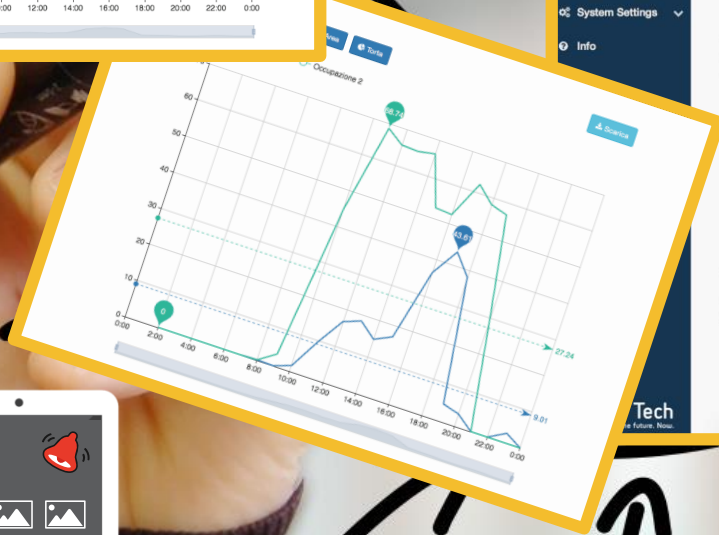 :00 12:00 14:00 16:00 18:00 20:00 22:00 0:00
System Settings
Info
Area
Torta
Occupazione 2
Scarica
60
50
40
30
20
10
0
43.61
0
27.24
9.01
0:00 2:00 4:00 6:00 8:00 10:00 12:00 14:00 16:00 18:00 20:00 22:00 0:00
Tech
e future. Now.